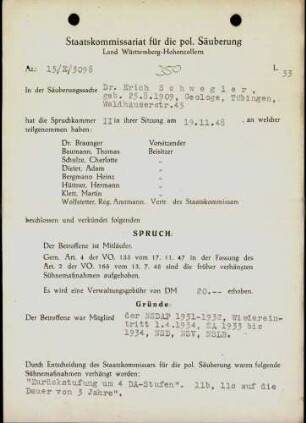 Staatskommissariat für die pol. Säuberung
Land Württemberg-Hohenzollern
Az.: 15/Z/3098 350 L 33
In der Säuberungssache Dr. Erich Schwegler,
geb. 25.8.1909, Geologe, Tübingen,
Waldhäuserstr.45
hat die Spruchkammer II in ihrer Sitzung am 19.11.48 , an welcher
teilgenommen haben:
Dr. Braunger Vorsitzender
Baumann, Thomas Beisitzer
Schulze, Charlotte "
Dieter, Adam "
Bergmann Heinz "
Hüttner, Hermann "
Klett, Martin "
Wolfstetter, Reg. Amtmann, Vertr. des Staatskommissars
beschlossen und verkündet folgenden
SPRUCH:
Der Betroffene ist Mitläufer.
Gem. Art. 4 der VO. 133 vom 17. 11. 47 in der Fassung des
Art. 2 der VO. 165 vom 13. 7. 48 sind die früher verhängten
Sühnemaßnahmen aufgehoben.
Es wird eine Verwaltungsgebühr von DM 20.-- erhoben.
Gründe:
Der Betroffene war Mitglied der NSDAP 1931-1932, Wiederein-
tritt 1.4.1934, SA 1933 bis
1934, NSD, NSV, NSLB.
Durch Entscheidung des Staatskommissars für die pol. Säuberung waren folgende
Sühnemaßnahmen verhängt worden:
"Zurückstufung um 4 DA-Stufen". 11b, 11c auf die
Dauer von 3 Jahre".